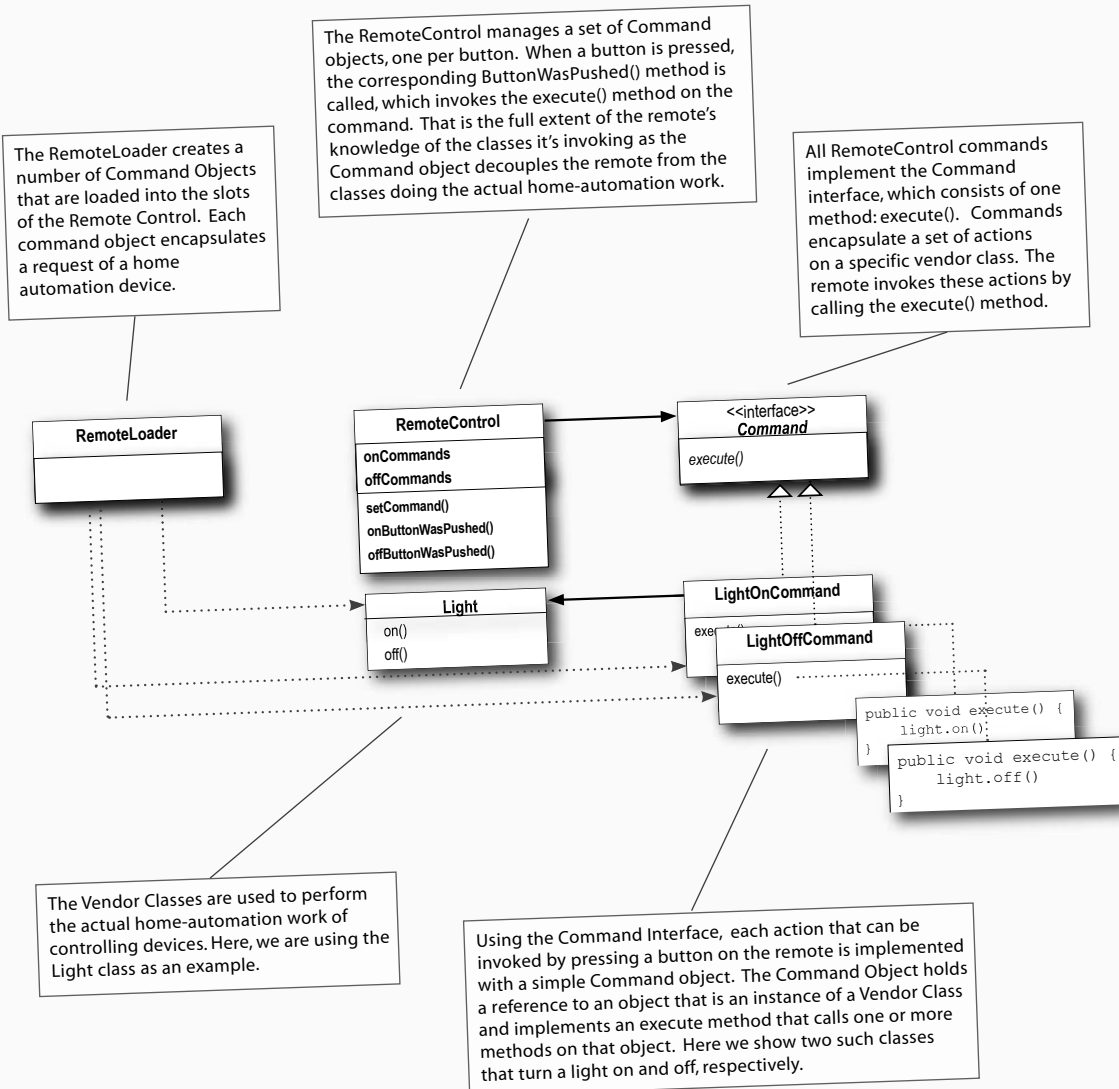 The RemoteControl manages a set of Command
objects, one per button. When a button is pressed,
the corresponding ButtonWasPushed() method is
called, which invokes the execute() method on the
command. That is the full extent of the remote's
knowledge of the classes it's invoking as the
Command object decouples the remote from the
classes doing the actual home-automation work.
The RemoteLoader creates a
number of Command Objects
that are loaded into the slots
of the Remote Control. Each
command object encapsulates
a request of a home
automation device.
All RemoteControl commands
implement the Command
interface, which consists of one
method: execute(). Commands
encapsulate a set of actions
on a specific vendor class. The
remote invokes these actions by
calling the execute() method.
RemoteLoader
RemoteControl
onCommands
offCommands
setCommand()
onButtonWasPushed()
offButtonWasPushed()
<<interface>>
Command
execute()
Light
on()
off()
LightOnCommand
execute()
LightOffCommand
execute()
public void execute() {
light.on()
}
public void execute() {
light.off()
}
The Vendor Classes are used to perform
the actual home-automation work of
controlling devices. Here, we are using the
Light class as an example.
Using the Command Interface, each action that can be
invoked by pressing a button on the remote is implemented
with a simple Command object. The Command Object holds
a reference to an object that is an instance of a Vendor Class
and implements an execute method that calls one or more
methods on that object. Here we show two such classes
that turn a light on and off, respectively.